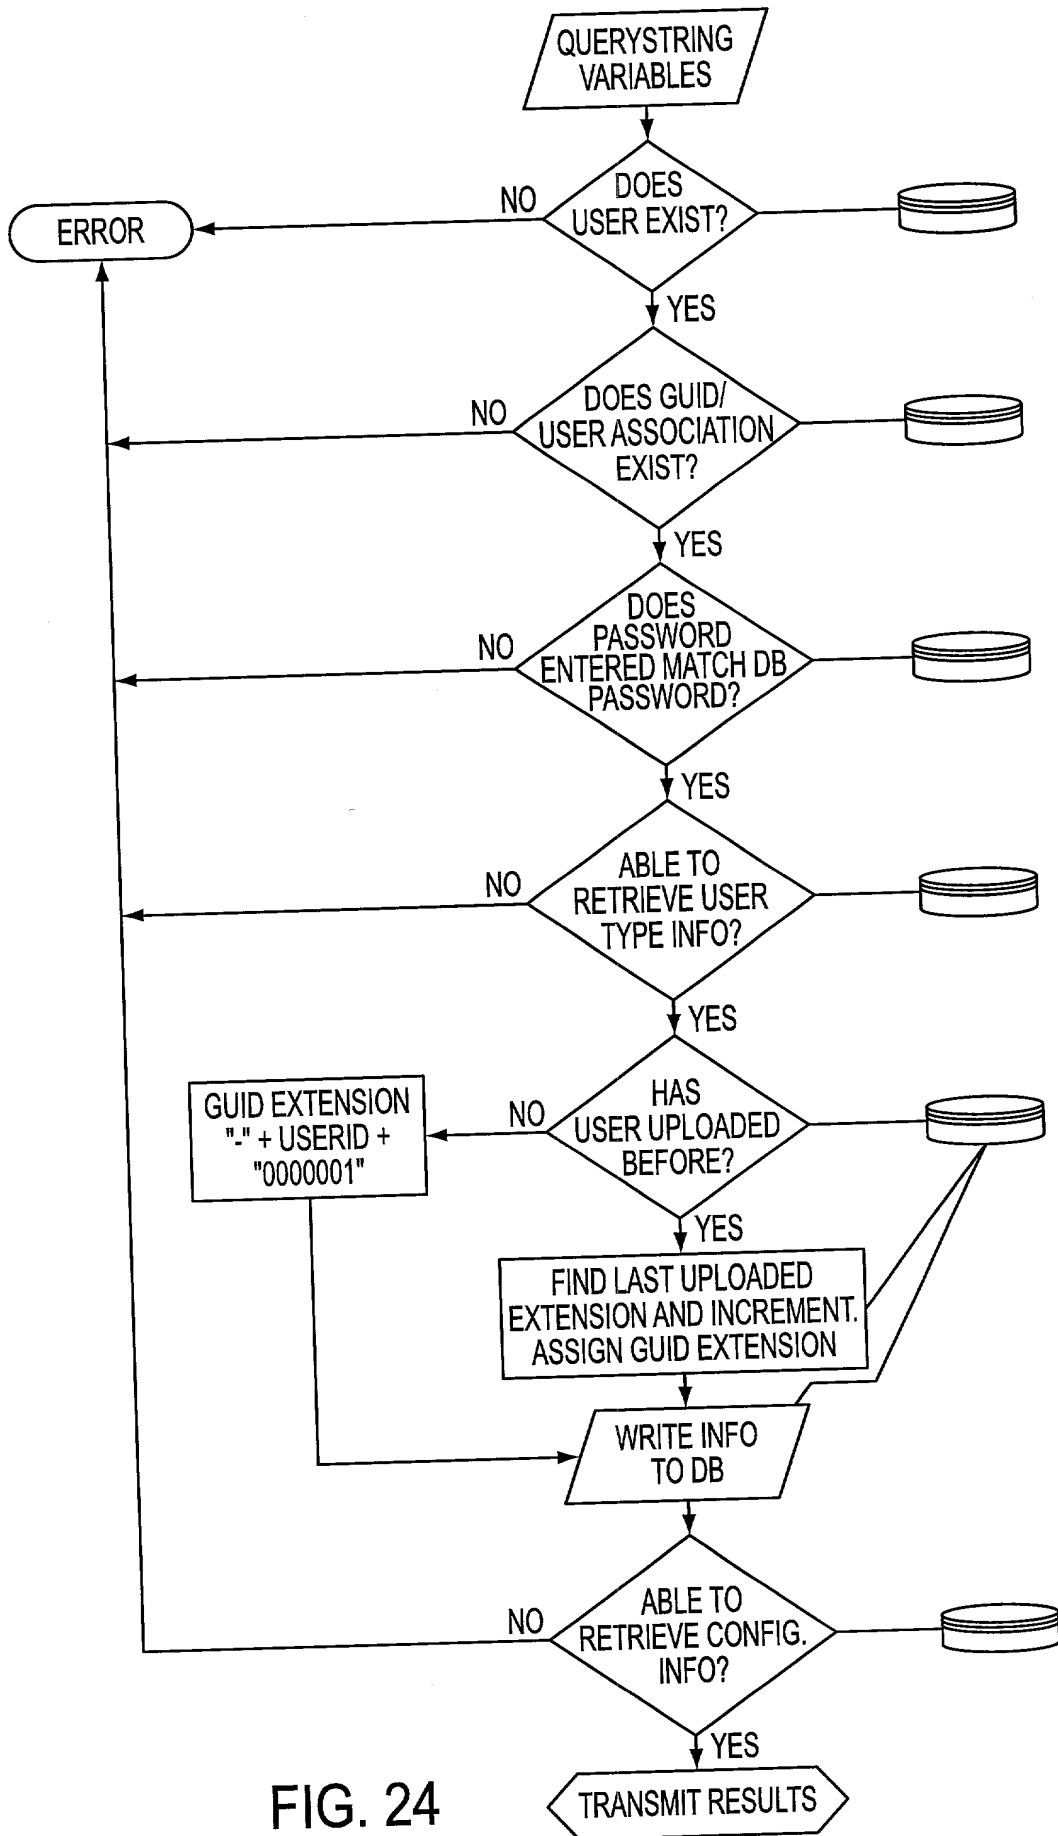 QUERYSTRING
VARIABLES
DOES
USER EXIST?
NO
ERROR
YES
DOES GUID/
USER ASSOCIATION
EXIST?
NO
YES
DOES
PASSWORD
ENTERED MATCH DB
PASSWORD?
NO
YES
ABLE TO
RETRIEVE USER
TYPE INFO?
NO
YES
HAS
USER UPLOADED
BEFORE?
NO
GUID EXTENSION
"-" + USERID +
"0000001"
YES
FIND LAST UPLOADED
EXTENSION AND INCREMENT.
ASSIGN GUID EXTENSION
WRITE INFO
TO DB
ABLE TO
RETRIEVE CONFIG.
INFO?
NO
YES
TRANSMIT RESULTS
FIG. 24